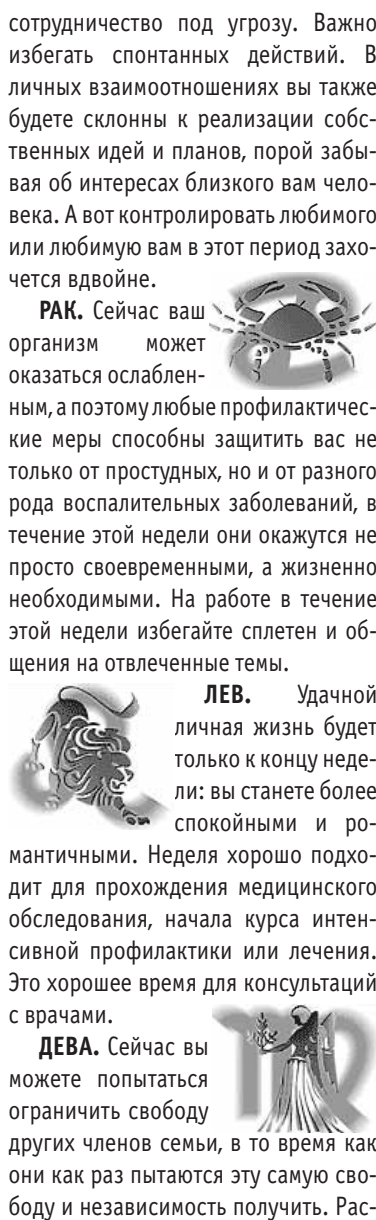 сотрудничество под угрозу. Важно
избегать спонтанных действий. В
личных взаимоотношениях вы также
будете склонны к реализации собс-
твенных идей и планов, порой забы-
вая об интересах близкого вам чело-
века. А вот контролировать любимого
или любимую вам в этот период захо-
чется вдвойне.
РАК. Сейчас ваш
организм может
оказаться ослаблен-
ным, а поэтому любые профилактичес-
кие меры способны защитить вас не
только от простудных, но и от разного
рода воспалительных заболеваний, в
течение этой недели они окажутся не
просто своевременными, а жизненно
необходимыми. На работе в течение
этой недели избегайте сплетен и об-
щения на отвлеченные темы.
ЛЕВ. Удачной
личная жизнь будет
только к концу неде-
ли: вы станете более
спокойными и ро-
мантичными. Неделя хорошо подхо-
дит для прохождения медицинского
обследования, начала курса интен-
сивной профилактики или лечения.
Это хорошее время для консультаций
с врачами.
ДЕВА. Сейчас вы
можете попытаться
ограничить свободу
других членов семьи, в то время как
они как раз пытаются эту самую сво-
боду и независимость получить. Рас-